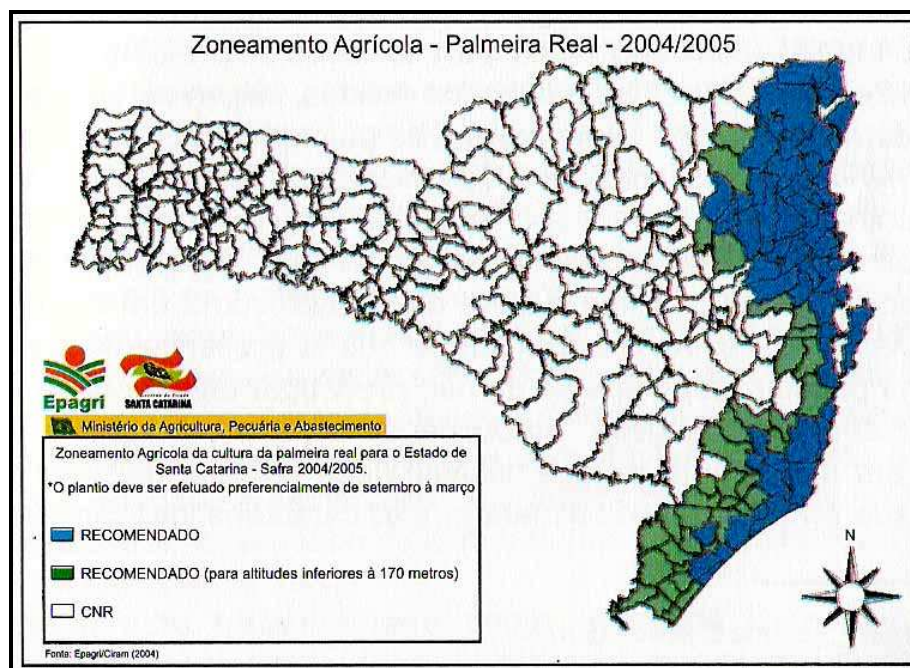 Zoneamento Agrícola - Palmeira Real - 2004/2005
Epagri
SANTA CATARINA
Ministério da Agricultura, Pecuária e Abastecimento
Zoneamento Agrícola da cultura da palmeira real para o Estado de
Santa Catarina - Safra 2004/2005.
*O plantio deve ser efetuado preferencialmente de setembro à março
RECOMENDADO
RECOMENDADO (para altitudes inferiores à 170 metros)
CNR
N
Fonte: Epagri/Ciram (2004)